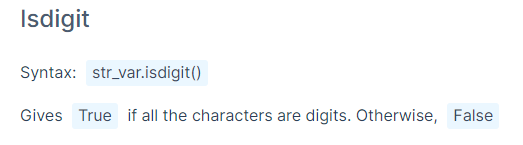 Isdigit
Syntax: str_var.isdigit()
Gives True if all the characters are digits. Otherwise, False